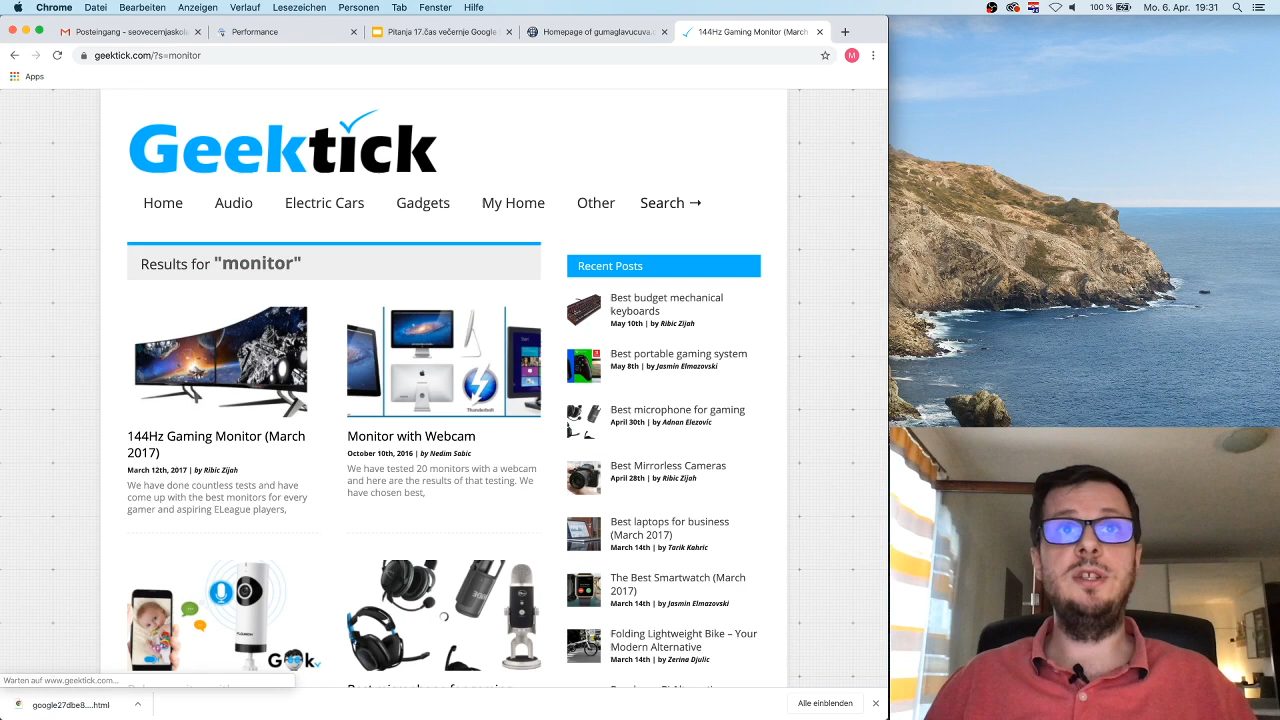 Chrome Datei Bearbeiten Anzeigen Verlauf Lesezeichen Personen Tab Fenster Hilfe 100 % Mo. 6. Apr. 19:31
Posteingang - seovecernjaskola Performance Pitanja 17.čas večernje Google Homepage of gumaglavucuva.c 144Hz Gaming Monitor (March
geektick.com/?s=monitor M
Apps
Geektick
Home Audio Electric Cars Gadgets My Home Other Search →
Results for "monitor"
144Hz Gaming Monitor (March
2017)
March 12th, 2017 | by Ribic Zijah
We have done countless tests and have
come up with the best monitors for every
gamer and aspiring ELeague players,
Thunderbolt
Monitor with Webcam
October 10th, 2016 | by Nedim Sabic
We have tested 20 monitors with a webcam
and here are the results of that testing. We
have chosen best,
Recent Posts
Best budget mechanical
keyboards
May 10th | by Ribic Zijah
Best portable gaming system
May 8th | by Jasmin Elmazovski
Best microphone for gaming
April 30th | by Adnan Elezovic
Best Mirrorless Cameras
April 28th | by Ribic Zijah
Best laptops for business
(March 2017)
March 14th | by Tarik Kahric
The Best Smartwatch (March
2017)
March 14th | by Jasmin Elmazovski
Folding Lightweight Bike – Your
Modern Alternative
March 14th | by Zerina Djulic
Warten auf www.geektick.com...
google27dbe8....html
Alle einblenden